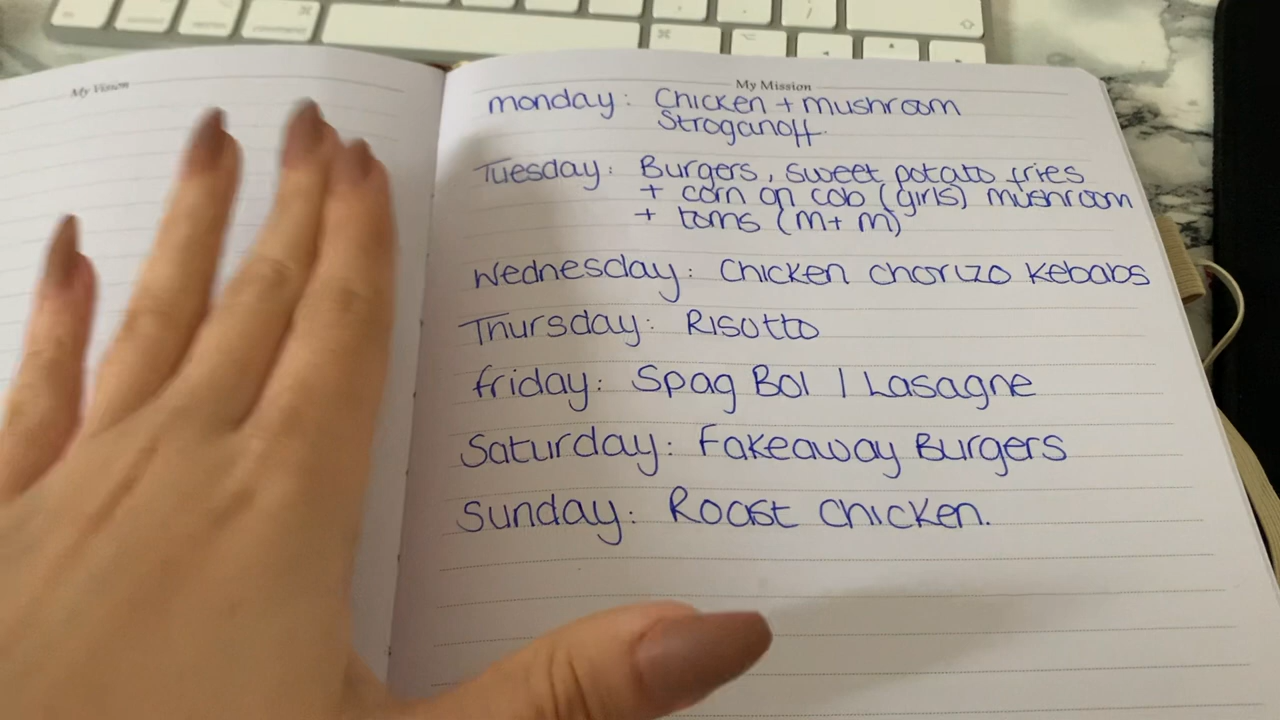 My Vision
My Mission
monday: Chicken + mushroom
Stroganoff.
Tuesday: Burgers, sweet potato fries
+ corn on cob (girls) mushroom
+ toms (m+m)
Wednesday: Chicken chorizo Kebabs
Thursday: Risotto
friday: Spag Bol / Lasagne
Saturday: Fakeaway Burgers
Sunday: Roast Chicken.